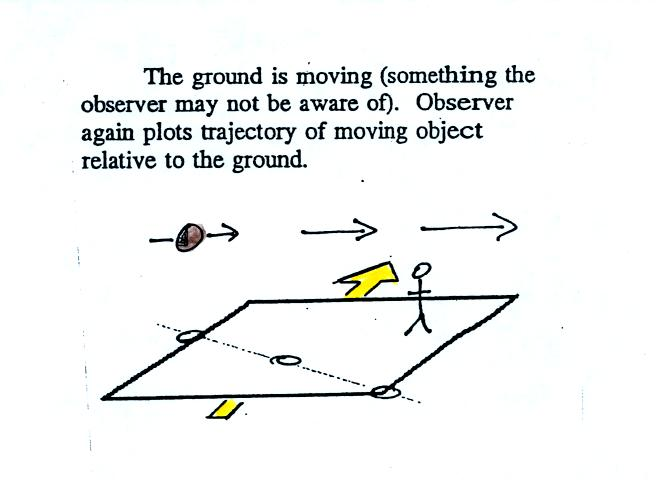 The ground is moving (something the
observer may not be aware of). Observer
again plots trajectory of moving object
relative to the ground.